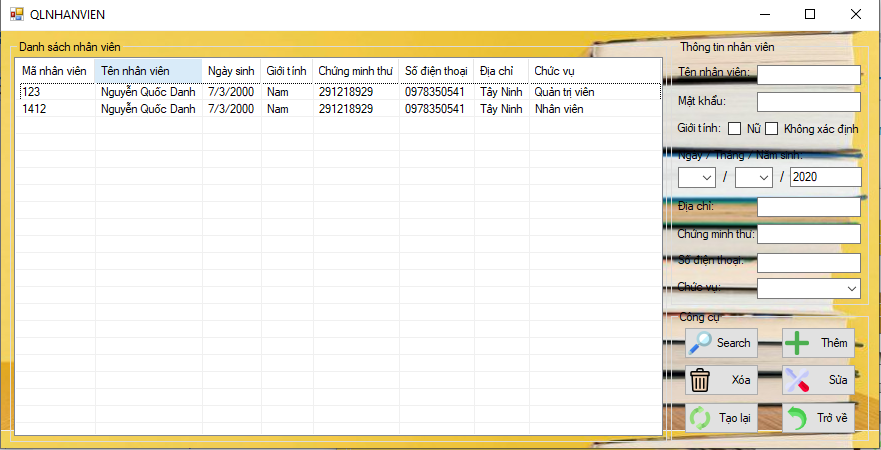 QLNHANVIEN
Danh sách nhân viên
Mã nhân viên Tên nhân viên Ngày sinh Giới tính Chứng minh thư Số điện thoại Địa chỉ Chức vụ
123 Nguyễn Quốc Danh 7/3/2000 Nam 291218929 0978350541 Tây Ninh Quản trị viên
1412 Nguyễn Quốc Danh 7/3/2000 Nam 291218929 0978350541 Tây Ninh Nhân viên
Thông tin nhân viên
Tên nhân viên:
Mật khẩu:
Giới tính: Nữ Không xác định
Ngày / Tháng / Năm sinh:
/ / 2020
Địa chỉ:
Chứng minh thư:
Số điện thoại:
Chức vụ:
Công cụ
Search Thêm
Xóa Sửa
Tạo lại Trở về